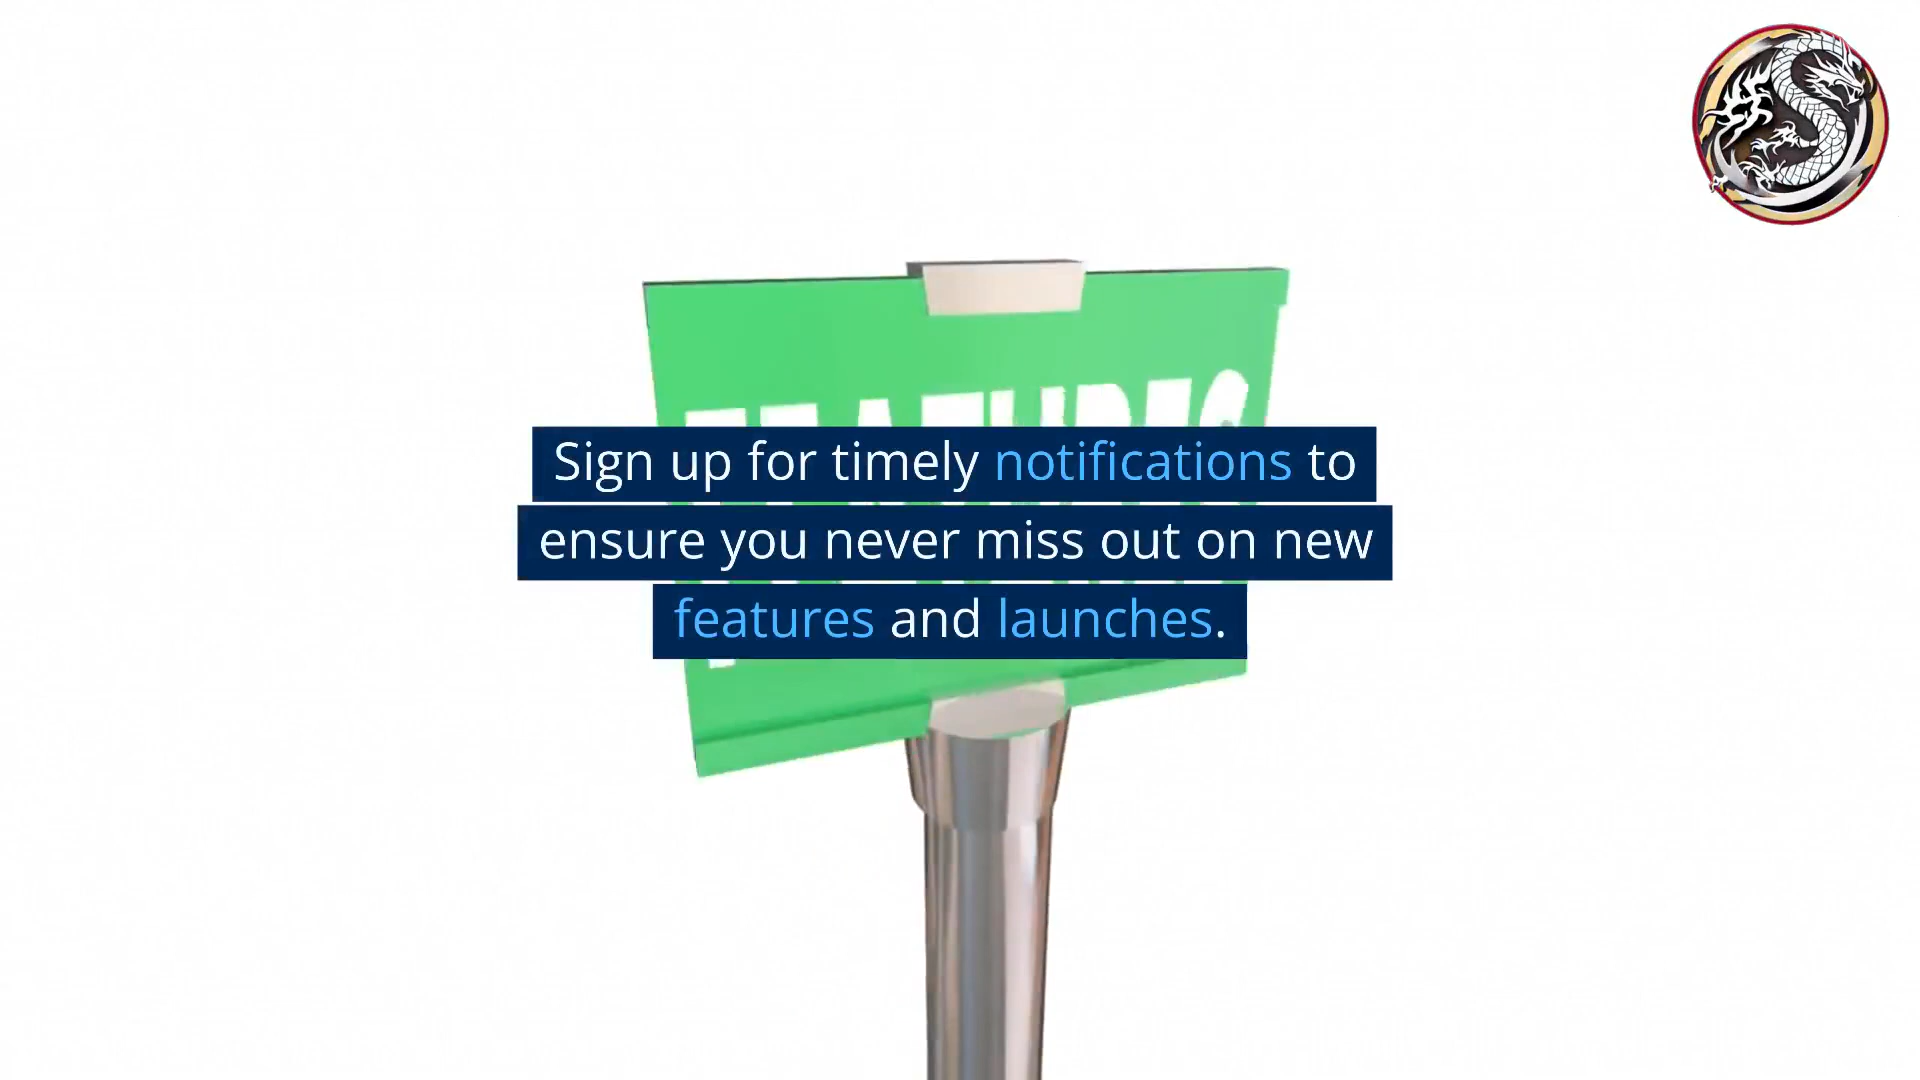 Sign up for timely notifications to
ensure you never miss out on new
features and launches.